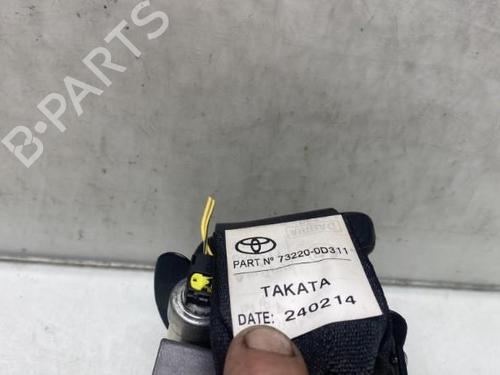 B-PARTS
PART. Nº 73220-0D311
TAKATA
DATE: 240214